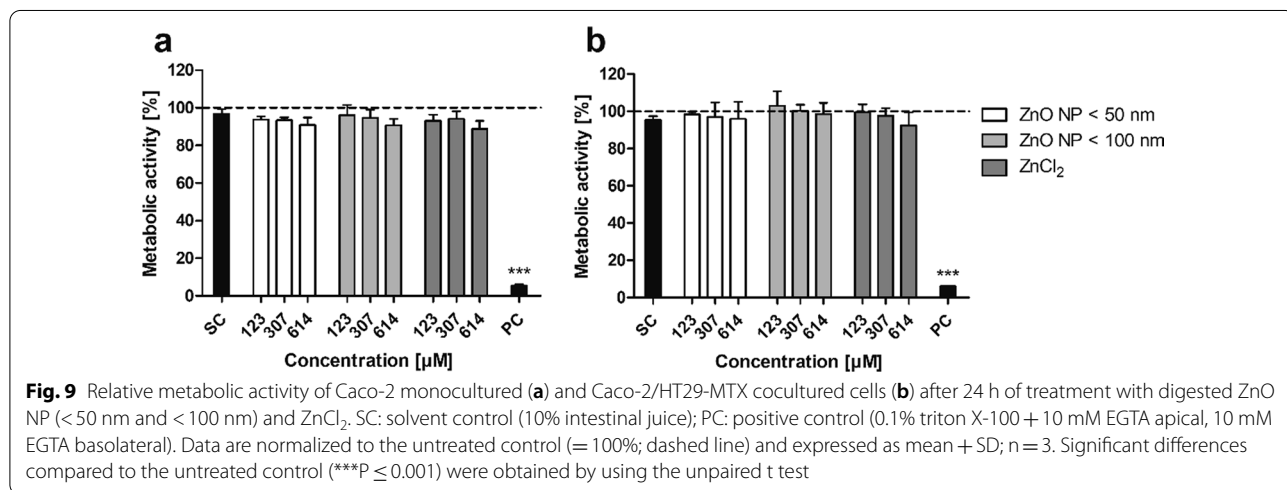 a
b
120
100
80
60
40
20
0
Metabolic activity [%]
***
SC 123 307 614 123 307 614 123 307 614 PC
Concentration [µM]
120
100
80
60
40
20
0
Metabolic activity [%]
***
SC 123 307 614 123 307 614 123 307 614 PC
Concentration [µM]
ZnO NP < 50 nm
ZnO NP < 100 nm
ZnCl₂
Fig. 9 Relative metabolic activity of Caco-2 monocultured (a) and Caco-2/HT29-MTX cocultured cells (b) after 24 h of treatment with digested ZnO
NP (< 50 nm and < 100 nm) and ZnCl₂. SC: solvent control (10% intestinal juice); PC: positive control (0.1% triton X-100 + 10 mM EGTA apical, 10 mM
EGTA basolateral). Data are normalized to the untreated control (= 100%; dashed line) and expressed as mean + SD; n = 3. Significant differences
compared to the untreated control (***P ≤ 0.001) were obtained by using the unpaired t test